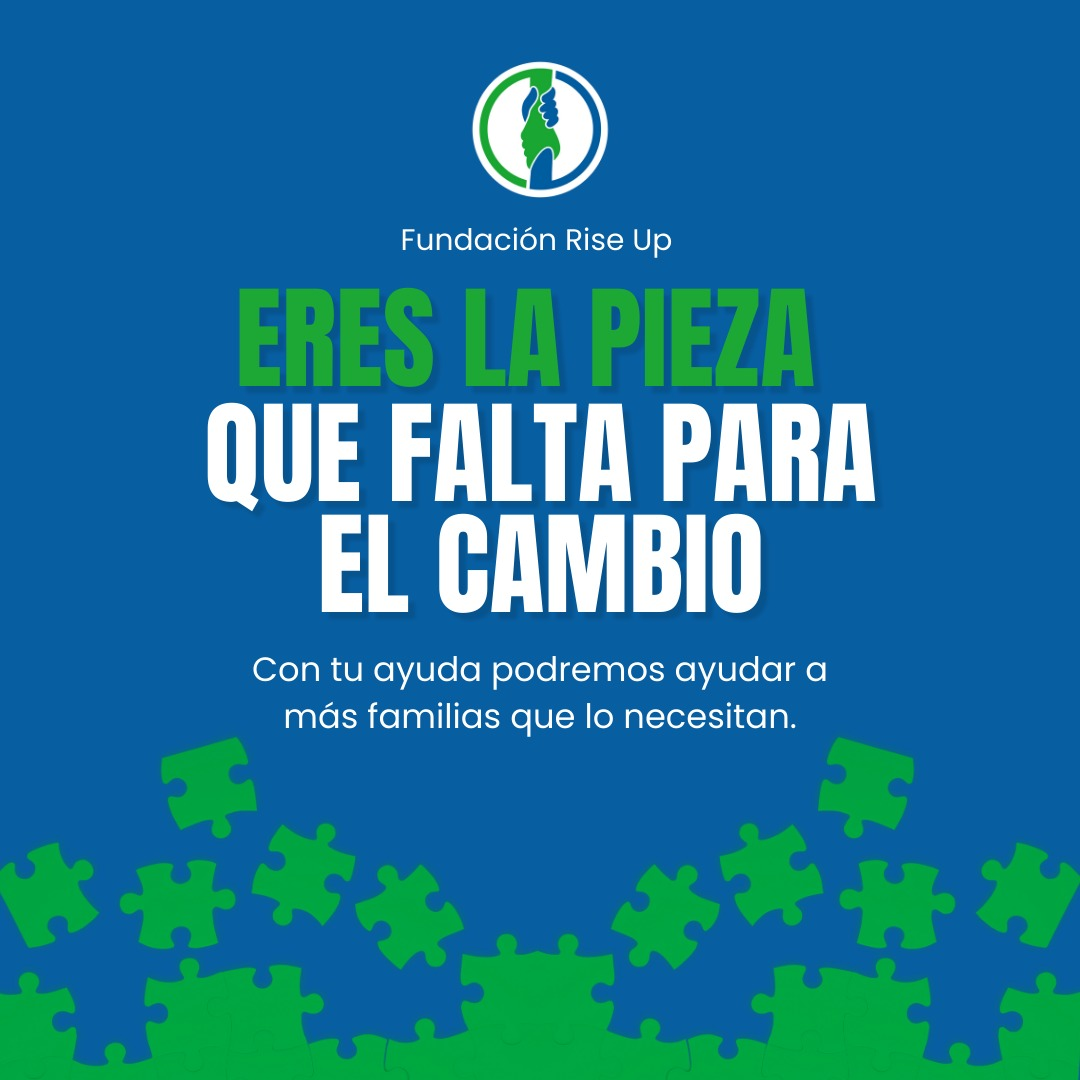 Fundación Rise Up
ERES LA PIEZA
QUE FALTA PARA
EL CAMBIO
Con tu ayuda podremos ayudar a
más familias que lo necesitan.